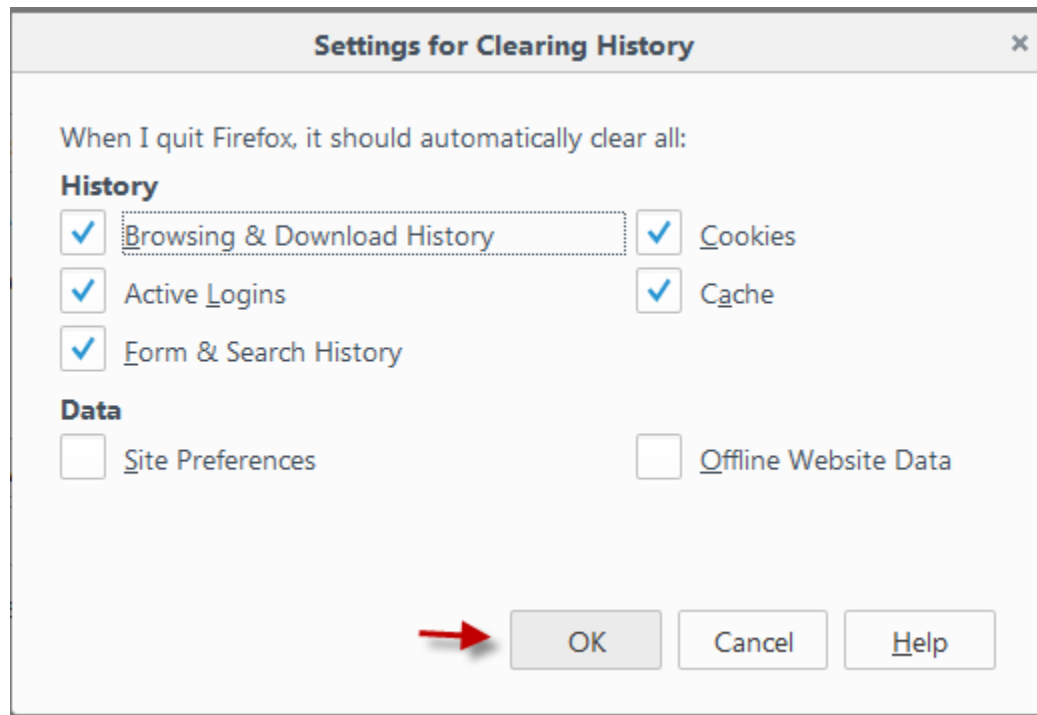 Settings for Clearing History
When I quit Firefox, it should automatically clear all:
History
Browsing & Download History
Cookies
Active Logins
Cache
Form & Search History
Data
Site Preferences
Offline Website Data
OK
Cancel
Help